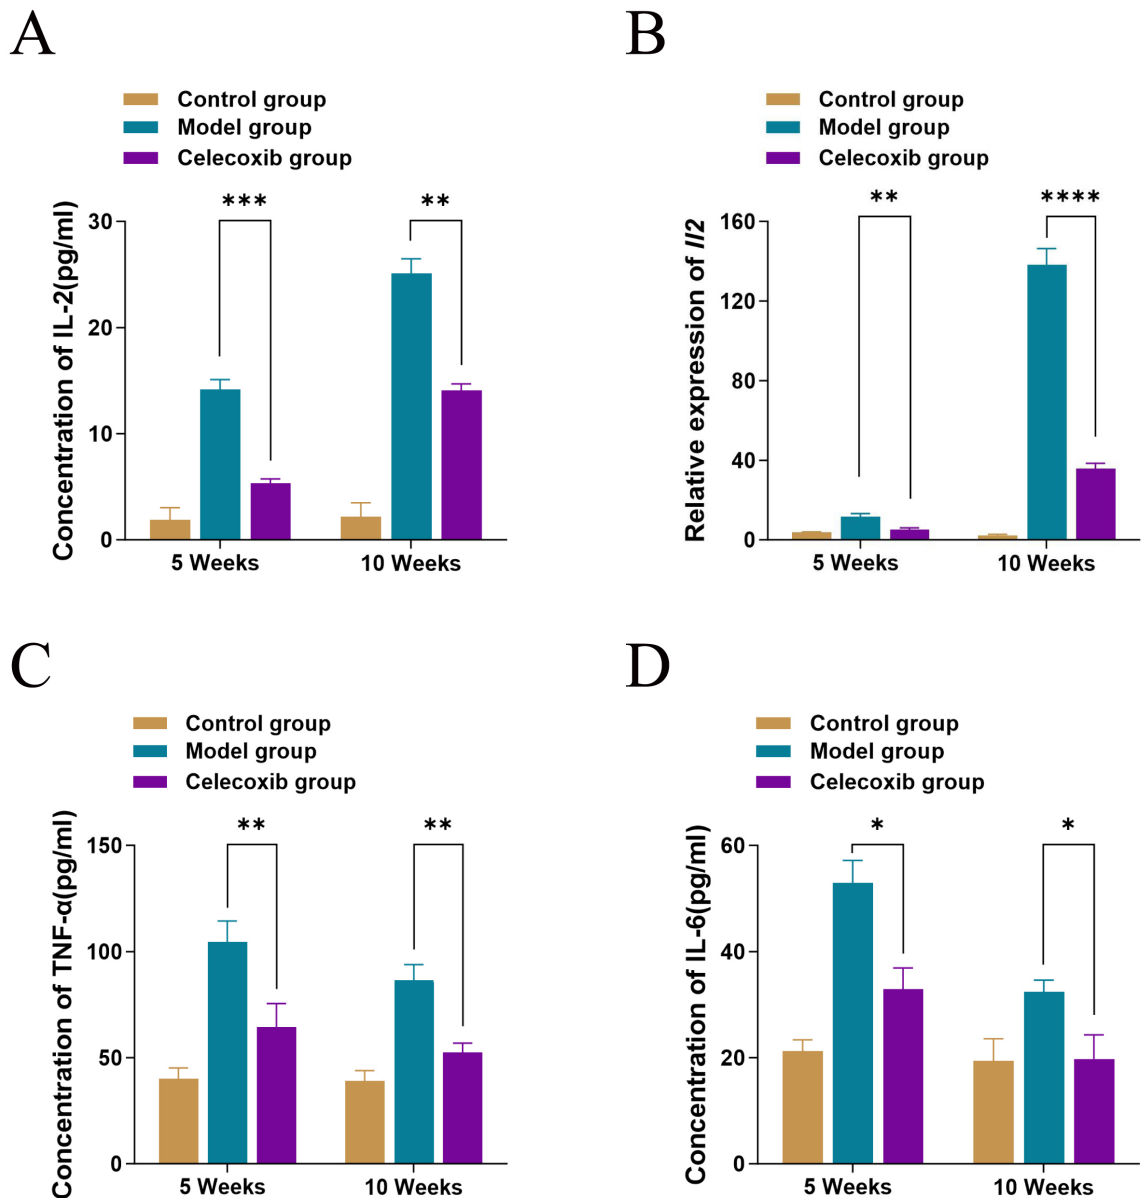 A
Control group
Model group
Celecoxib group
Concentration of IL-2(pg/ml)
30
20
10
0
***
**
5 Weeks
10 Weeks
B
Control group
Model group
Celecoxib group
Relative expression of Il2
160
120
80
40
0
**
****
5 Weeks
10 Weeks
C
Control group
Model group
Celecoxib group
Concentration of TNF-α(pg/ml)
150
100
50
0
**
**
5 Weeks
10 Weeks
D
Control group
Model group
Celecoxib group
Concentration of IL-6(pg/ml)
60
40
20
0
*
*
5 Weeks
10 Weeks